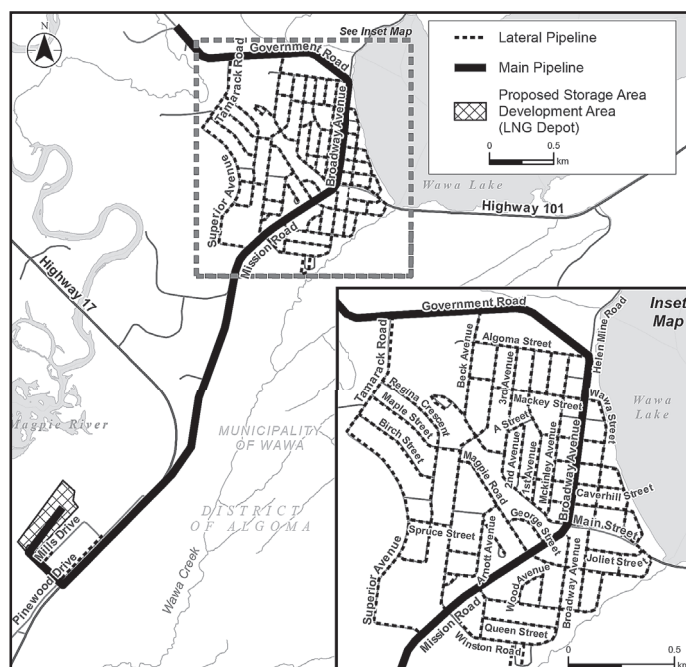 N
See Inset Map
Government Road
Tamarack Road
Broadway Avenue
Superior Avenue
Mission Road
Wawa Lake
Highway 101
Highway 17
Magpie River
MUNICIPALITY
OF WAWA
DISTRICT
OF ALGOMA
Wawa Creek
Mills Drive
Pinewood Drive
Lateral Pipeline
Main Pipeline
Proposed Storage Area
Development Area
(LNG Depot)
0 0.5
km
Inset
Map
Government Road
Helen Mine Road
Tamarack Road
Beck Avenue
Algoma Street
3rd Avenue
Mackey Street
Wawa Street
Wawa
Lake
Regina Crescent
Maple Street
Birch Street
A Street
2nd Avenue
1st Avenue
Mckinley Avenue
Broadway Avenue
Magpie Road
Caverhill Street
George Street
Main Street
Spruce Street
Arnott Avenue
Superior Avenue
Wood Avenue
Broadway Avenue
Joliet Street
Mission Road
Queen Street
Winston Road
0 0.5
km